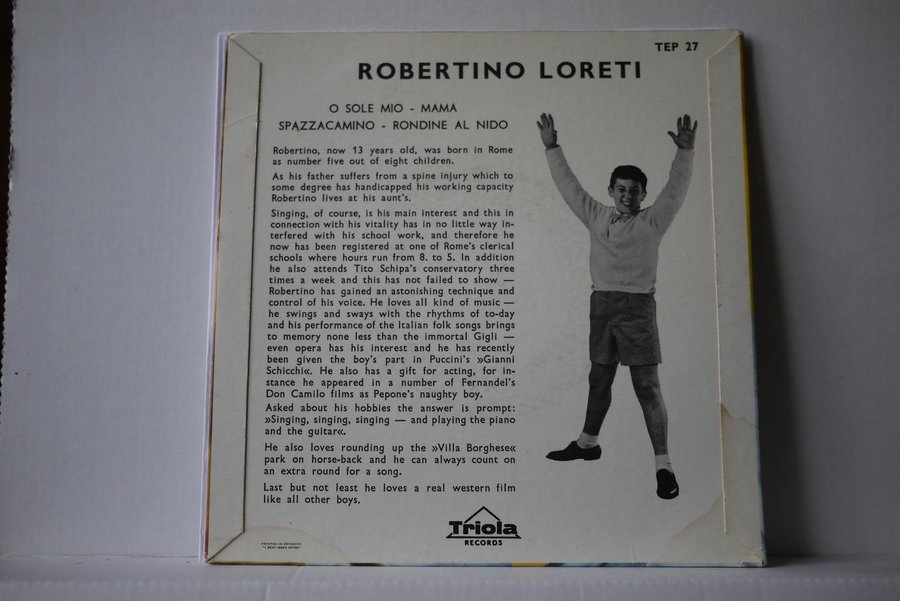 TEP 27
ROBERTINO LORETI
O SOLE MIO - MAMA
SPAZZACAMINO - RONDINE AL NIDO
Robertino, now 13 years old, was born in Rome
as number five out of eight children.
As his father suffers from a spine injury which to
some degree has handicapped his working capacity
Robertino lives at his aunt's.
Singing, of course, is his main interest and this in
connection with his vitality has in no little way in-
terfered with his school work, and therefore he
now has been registered at one of Rome's clerical
schools where hours run from 8. to 5. In addition
he also attends Tito Schipa's conservatory three
times a week and this has not failed to show —
Robertino has gained an astonishing technique and
control of his voice. He loves all kind of music —
he swings and sways with the rhythms of to-day
and his performance of the Italian folk songs brings
to memory none less than the immortal Gigli —
even opera has his interest and he has recently
been given the boy's part in Puccini's »Gianni
Schicchi«. He also has a gift for acting, for in-
stance he appeared in a number of Fernandel's
Don Camilo films as Pepone's naughty boy.
Asked about his hobbies the answer is prompt:
»Singing, singing, singing — and playing the piano
and the guitar«.
He also loves rounding up the »Villa Borghese«
park on horse-back and he can always count on
an extra round for a song.
Last but not least he loves a real western film
like all other boys.
Triola
RECORDS
PRINTED IN DENMARK